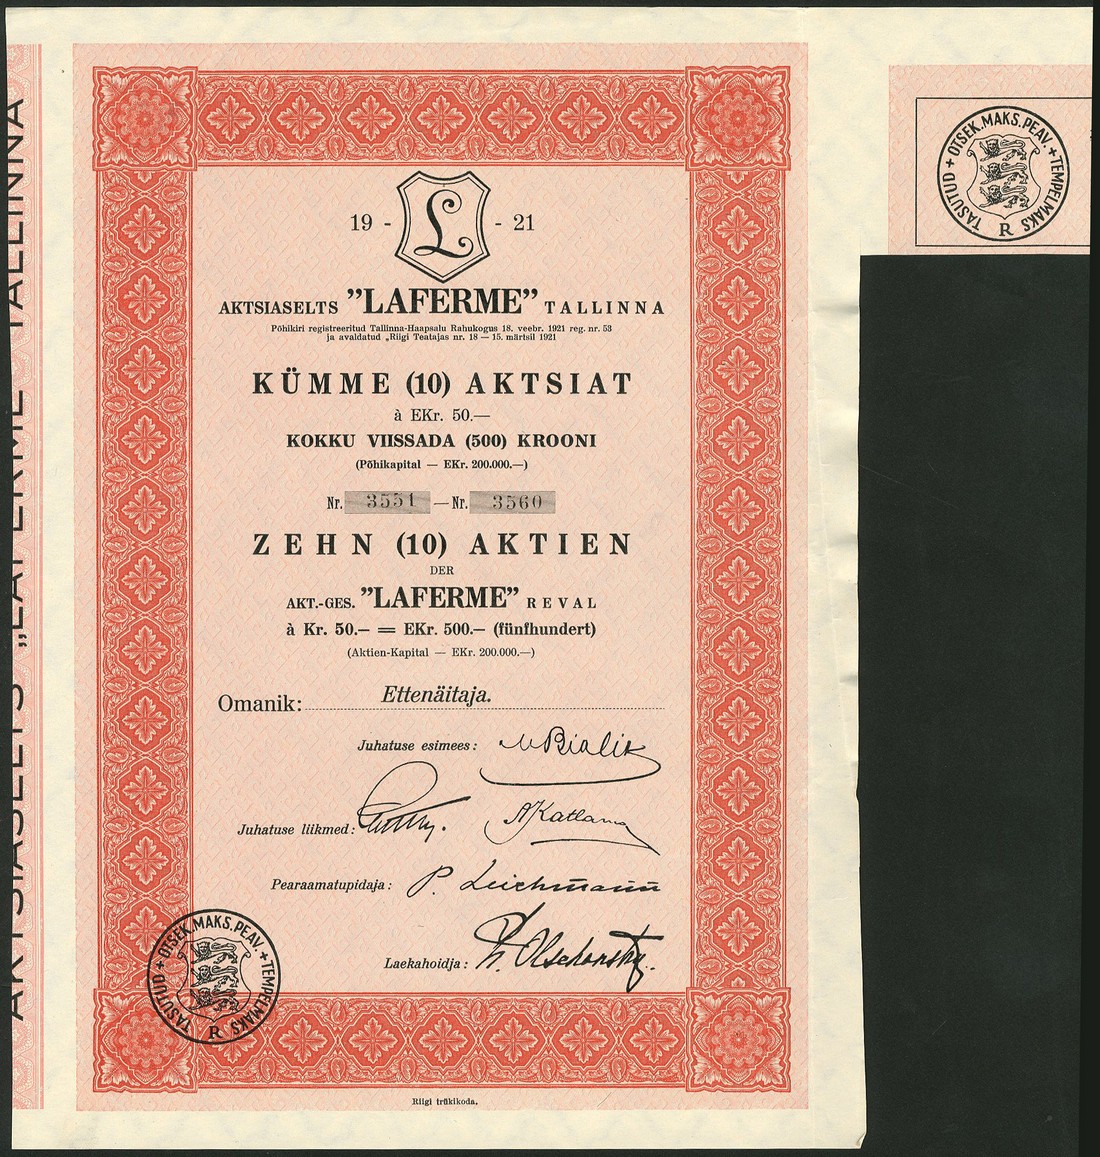 AKTSIASELTS „LAFERME" TALLINNA
19 - L - 21
AKTSIASELTS "LAFERME" TALLINNA
Põhikiri registreeritud Tallinna-Haapsalu Rahukogus 18. veebr. 1921 reg. nr. 53
ja avaldatud „Riigi Teatajas nr. 18 — 15. märtsil 1921
KÜMME (10) AKTSIAT
à EKr. 50.—
KOKKU VIISSADA (500) KROONI
(Põhikapital — EKr. 200.000.—)
Nr. 3551 — Nr. 3560
ZEHN (10) AKTIEN
DER
AKT.-GES. "LAFERME" REVAL
à Kr. 50.— = EKr. 500.— (fünfhundert)
(Aktien-Kapital — EKr. 200.000.—)
Omanik: Ettenäitaja.
Juhatuse esimees: M Bialik
Juhatuse liikmed:
Pearaamatupidaja: P. Leichmann
Laekahoidja:
TASUTUD + OTSEK.MAKS.PEAV. + TEMPELMAKS
R
Riigi trükikoda.
TASUTUD + OTSEK.MAKS.PEAV. + TEMPELMAKS
R